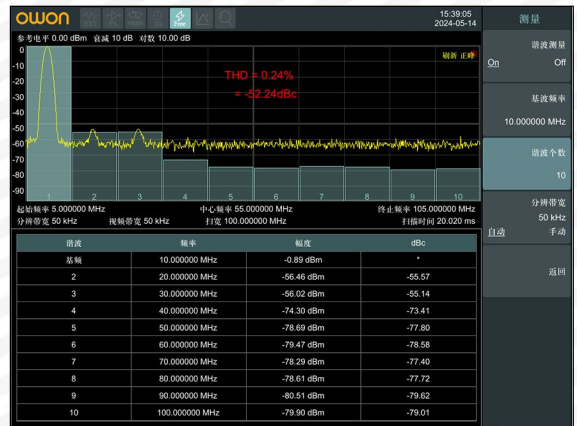 OWON
Free
15:39:05
2024-05-14
测量
参考电平 0.00 dBm 衰减 10 dB 对数 10.00 dB
刷新 正峰
THD = 0.24%
= -52.24dBc
0
-10
-20
-30
-40
-50
-60
-70
-80
-90
1 2 3 4 5 6 7 8 9 10
起始频率 5.000000 MHz 中心频率 55.000000 MHz 终止频率 105.000000 MHz
分辨带宽 50 kHz 视频带宽 50 kHz 扫宽 100.000000 MHz 扫描时间 20.020 ms
谐波 频率 幅度 dBc
基频 10.000000 MHz -0.89 dBm *
2 20.000000 MHz -56.46 dBm -55.57
3 30.000000 MHz -56.02 dBm -55.14
4 40.000000 MHz -74.30 dBm -73.41
5 50.000000 MHz -78.69 dBm -77.80
6 60.000000 MHz -79.47 dBm -78.58
7 70.000000 MHz -78.29 dBm -77.40
8 80.000000 MHz -78.61 dBm -77.72
9 90.000000 MHz -80.51 dBm -79.62
10 100.000000 MHz -79.90 dBm -79.01
谐波测量
On Off
基波频率
10.000000 MHz
谐波个数
10
分辨带宽
50 kHz
自动 手动
返回